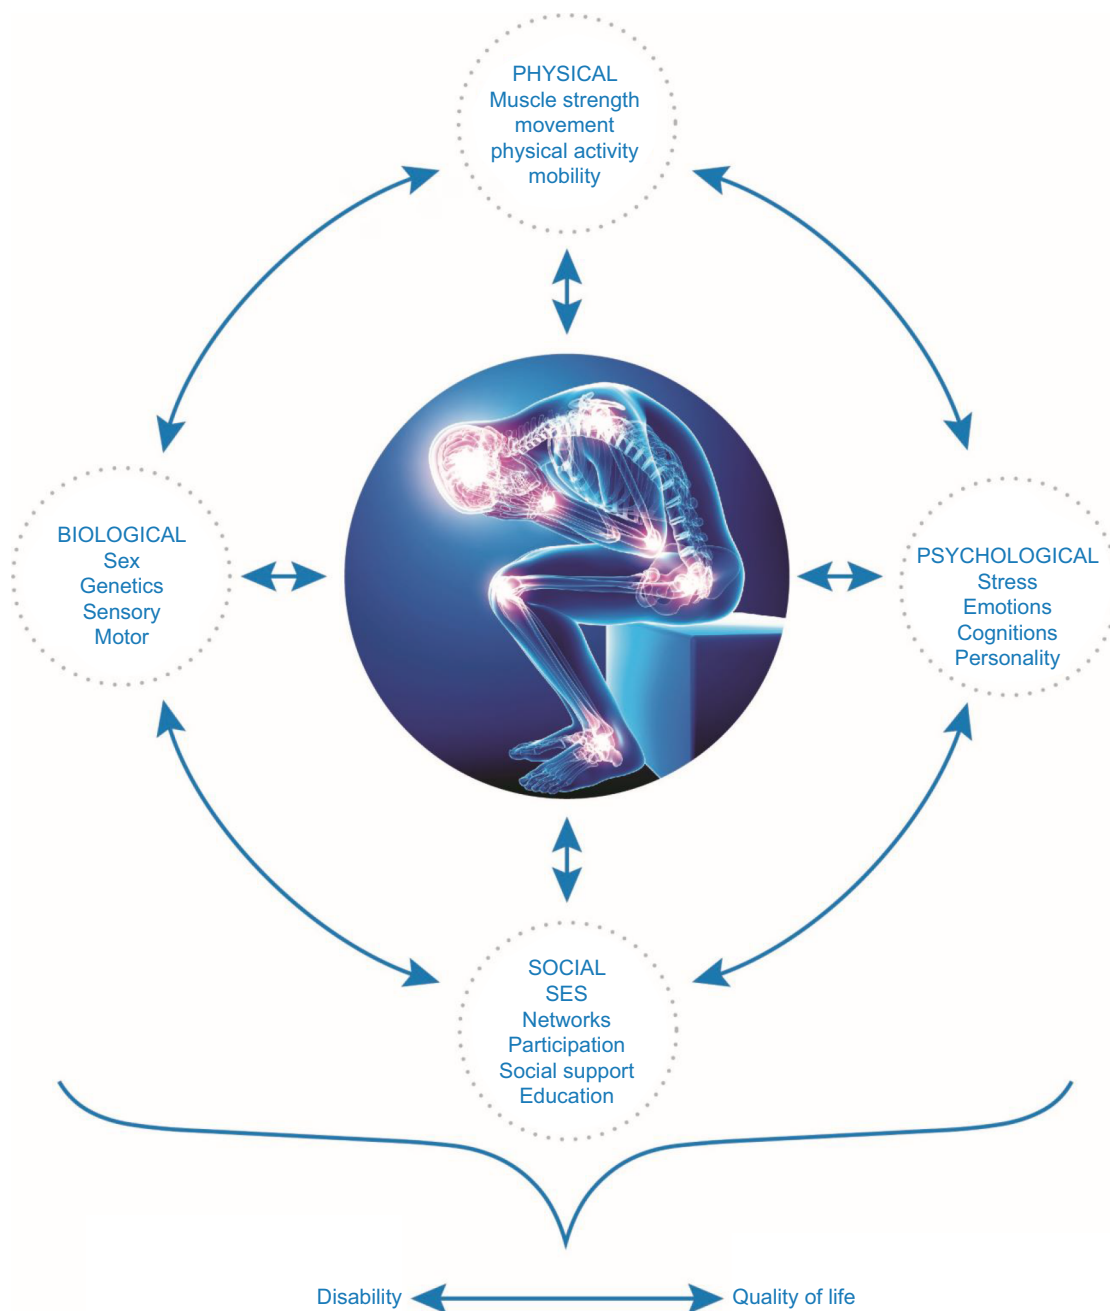 PHYSICAL
Muscle strength
movement
physical activity
mobility
BIOLOGICAL
Sex
Genetics
Sensory
Motor
PSYCHOLOGICAL
Stress
Emotions
Cognitions
Personality
SOCIAL
SES
Networks
Participation
Social support
Education
Disability
Quality of life